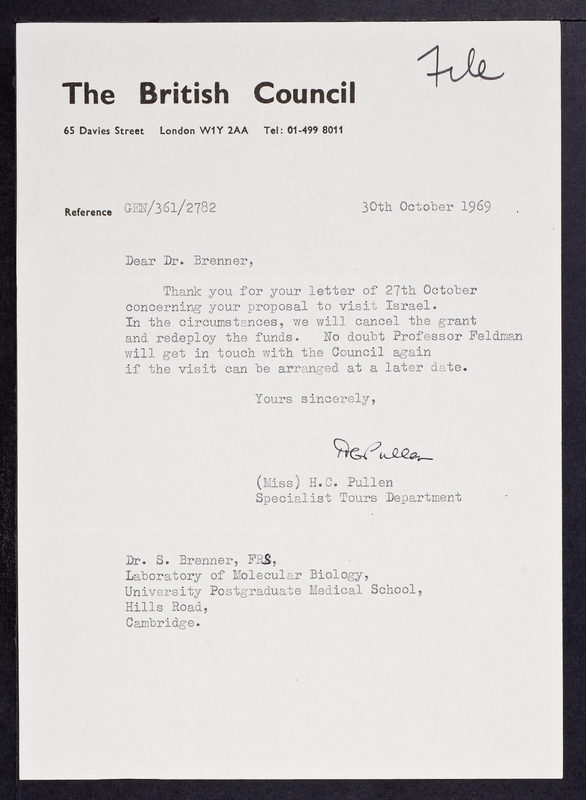 File
The British Council
65 Davies Street London W1Y 2AA Tel: 01-499 8011
Reference GEN/361/2782 30th October 1969
Dear Dr. Brenner,
Thank you for your letter of 27th October
concerning your proposal to visit Israel.
In the circumstances, we will cancel the grant
and redeploy the funds. No doubt Professor Feldman
will get in touch with the Council again
if the visit can be arranged at a later date.
Yours sincerely,
HC Pullen
(Miss) H.C. Pullen
Specialist Tours Department
Dr. S. Brenner, FRS,
Laboratory of Molecular Biology,
University Postgraduate Medical School,
Hills Road,
Cambridge.